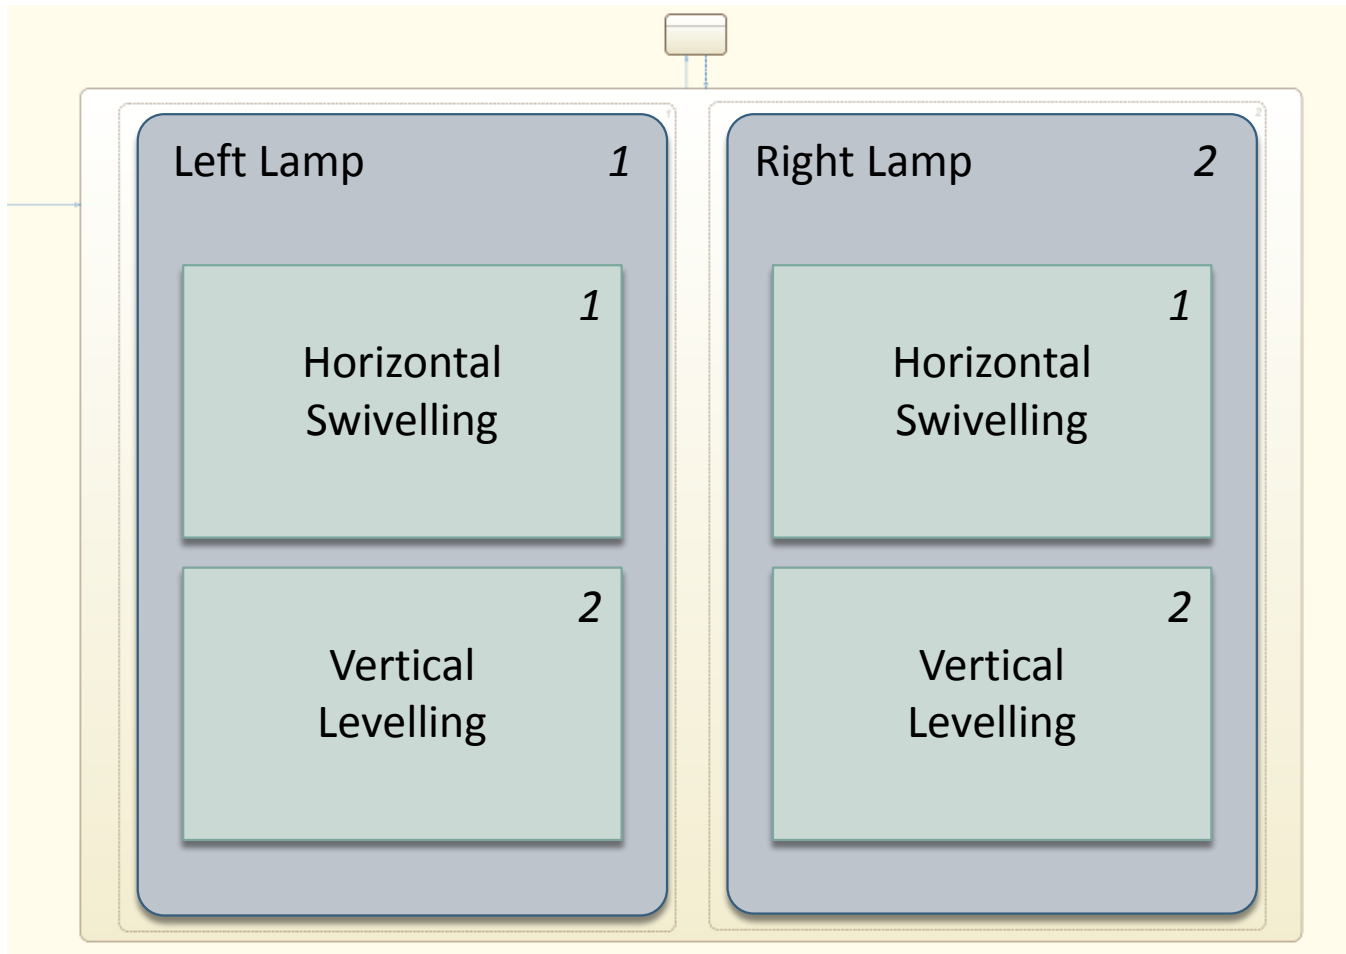 Left Lamp 1
1
Horizontal
Swivelling
2
Vertical
Levelling
Right Lamp 2
1
Horizontal
Swivelling
2
Vertical
Levelling